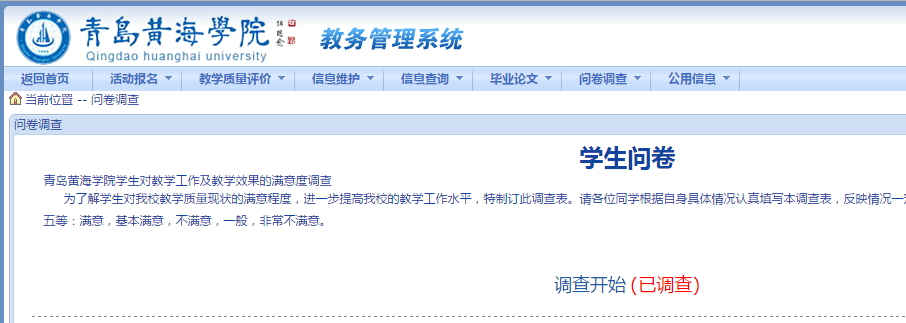 青岛黄海學院
Qingdao huanghai university
教务管理系统
返回首页 活动报名 教学质量评价 信息维护 信息查询 毕业论文 问卷调查 公用信息
当前位置 -- 问卷调查
问卷调查
学生问卷
青岛黄海学院学生对教学工作及教学效果的满意度调查
为了解学生对我校教学质量现状的满意程度，进一步提高我校的教学工作水平，特制订此调查表。请各位同学根据自身具体情况认真填写本调查表，反映情况一
五等：满意，基本满意，不满意，一般，非常不满意。
调查开始 (已调查)